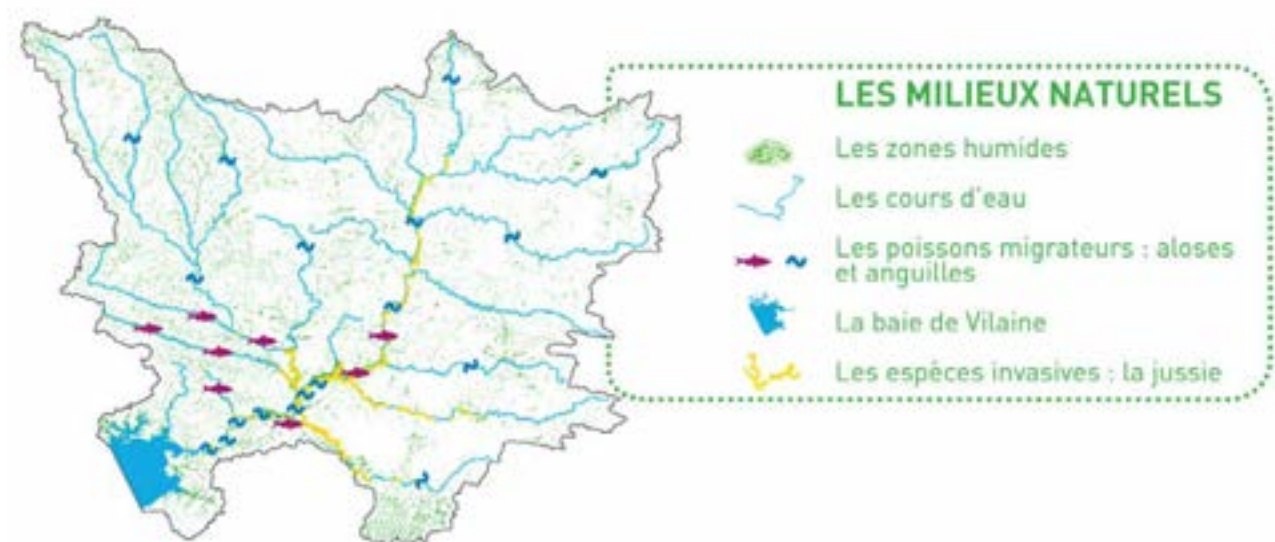 LES MILIEUX NATURELS
Les zones humides
Les cours d'eau
Les poissons migrateurs : aloses
et anguilles
La baie de Vilaine
Les espèces invasives : la jussie